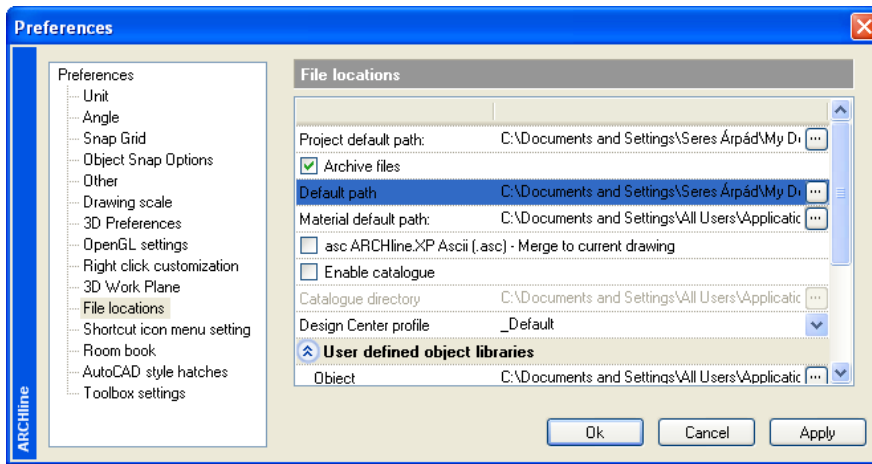 Preferences
Preferences
Unit
Angle
Snap Grid
Object Snap Options
Other
Drawing scale
3D Preferences
OpenGL settings
Right click customization
3D Work Plane
File locations
Shortcut icon menu setting
Room book
AutoCAD style hatches
Toolbox settings
ARCHline
File locations
Project default path: C:\Documents and Settings\Seres Árpád\My Do ...
Archive files
Default path C:\Documents and Settings\Seres Árpád\My Do ...
Material default path: C:\Documents and Settings\All Users\Applicatic ...
asc ARCHline.XP Ascii (.asc) - Merge to current drawing
Enable catalogue
Catalogue directory C:\Documents and Settings\All Users\Applicatic ...
Design Center profile _Default
User defined object libraries
Object C:\Documents and Settings\All Users\Applicatic ...
Ok Cancel Apply